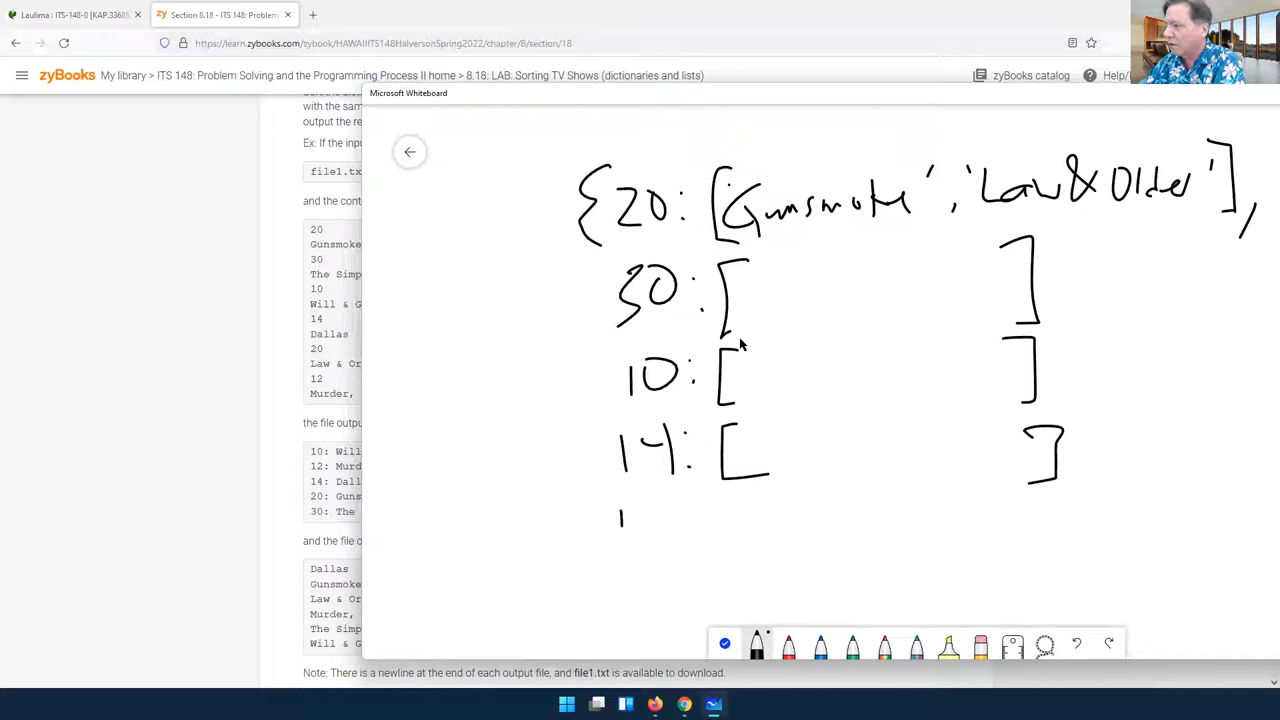 Laulima : ITS-148-0 [KAP.33685
Section 8.18 - ITS 148: Problem
https://learn.zybooks.com/zybook/HAWAIIITS148HalversonSpring2022/chapter/8/section/18
zyBooks My library > ITS 148: Problem Solving and the Programming Process II home > 8.18: LAB: Sorting TV Shows (dictionaries and lists)
zyBooks catalog
Help/
Microsoft Whiteboard
with the sam
output the re
Ex: If the inpu
file1.tx
and the conte
20
Gunsmoke
30
The Simp
10
Will & G
14
Dallas
20
Law & Or
12
Murder,
the file outpu
10: Will
12: Murd
14: Dall
20: Guns
30: The
and the file o
Dallas
Gunsmoke
Law & Or
Murder,
The Simp
Will & G
Note: There is a newline at the end of each output file, and file1.txt is available to download.
{20: ['Gunsmoke', 'Law & Older'],
30: [ ]
10: [ ]
14: [ ]
1